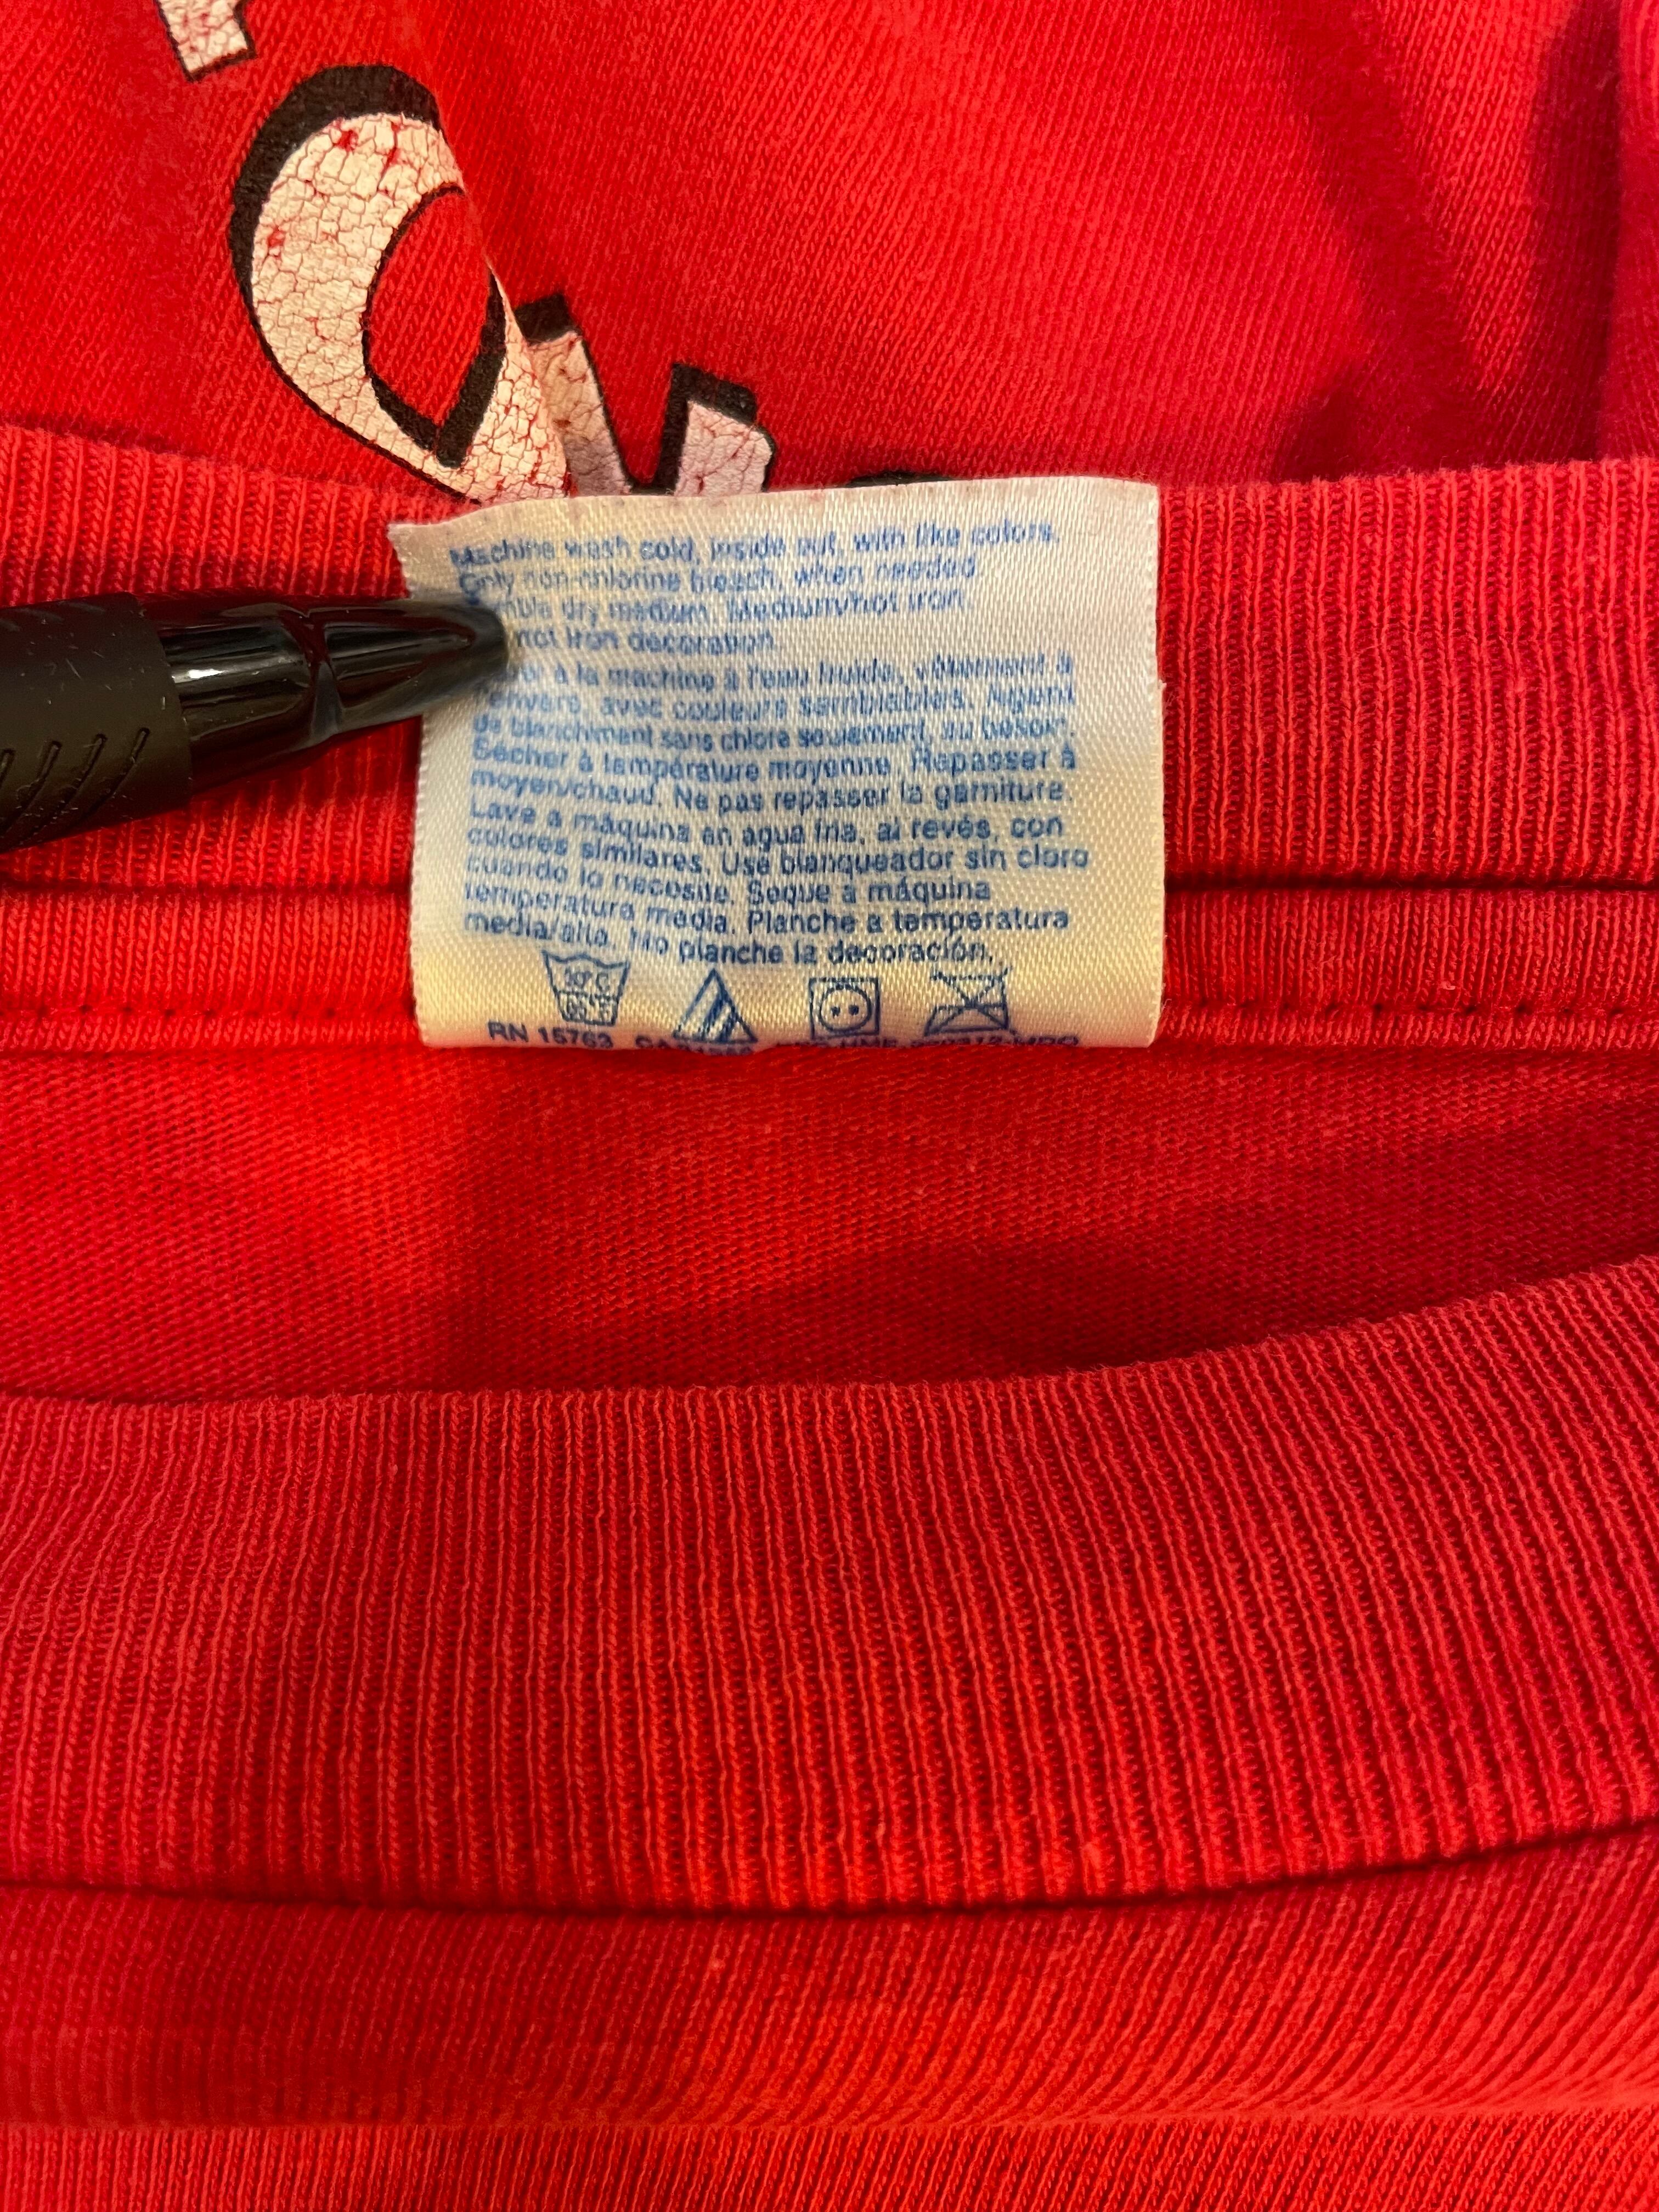 Machine wash cold, inside out, with like colors.
Only non-chlorine bleach, when needed
dry medium. Medium/hot iron.
not iron decoration.
à la machine à l'eau froide, vêtement à
avec couleurs semblables. Agent
de blanchiment sans chlore seulement, au besoin.
Sécher à température moyenne. Repasser à
moyen/chaud. Ne pas repasser la garniture.
Lave a máquina en agua fria, al revés, con
colores similares. Use blanqueador sin cloro
cuando lo necesite. Seque a máquina
temperatura media. Planche a temperatura
media/alta. No planche la decoración.
RN 15763